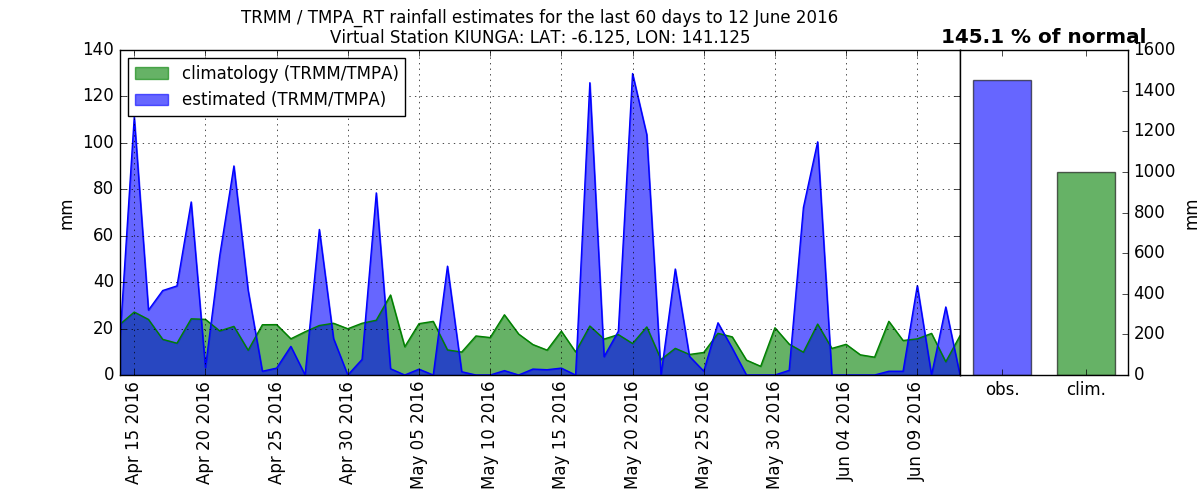 TRMM / TMPA_RT rainfall estimates for the last 60 days to 12 June 2016
Virtual Station KIUNGA: LAT: -6.125, LON: 141.125
145.1 % of normal
climatology (TRMM/TMPA)
estimated (TRMM/TMPA)
140
120
100
80
60
40
20
0
mm
Apr 15 2016
Apr 20 2016
Apr 25 2016
Apr 30 2016
May 05 2016
May 10 2016
May 15 2016
May 20 2016
May 25 2016
May 30 2016
Jun 04 2016
Jun 09 2016
1600
1400
1200
1000
800
600
400
200
0
mm
obs.
clim.